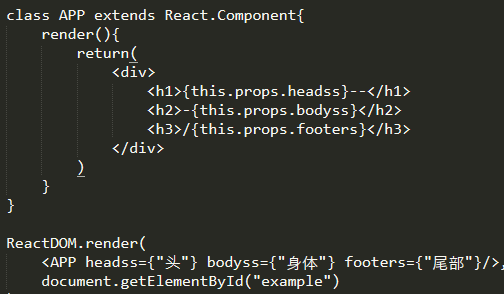 class APP extends React.Component{
render(){
return(
<div>
<h1>{this.props.headss}--</h1>
<h2>-{this.props.bodyss}</h2>
<h3>/{this.props.footers}</h3>
</div>
)
}
}
ReactDOM.render(
<APP headss={"头"} bodyss={"身体"} footers={"尾部"}/>,
document.getElementById("example")